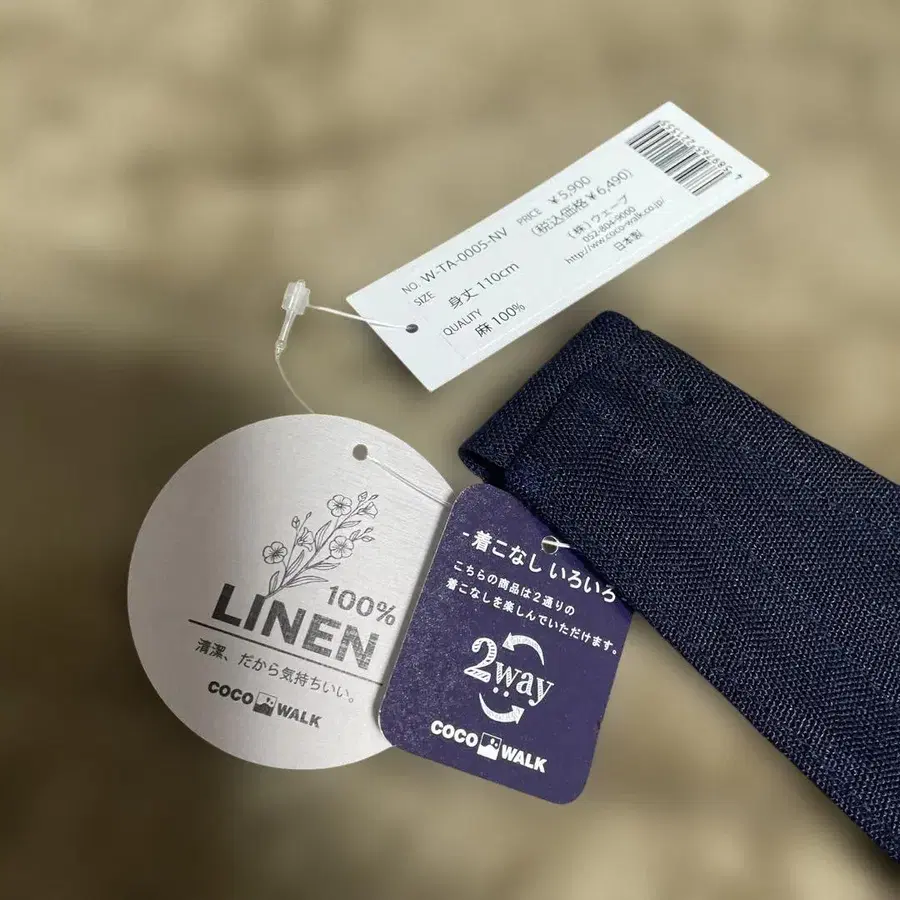 NO. W-TA-0005-NV
SIZE
身丈 110cm
QUALITY
麻 100%
PRICE ￥5,900
(税込価格￥6,490)
(株)ウェーブ
052-804-9000
http://ww.coco-walk.co.jp/
日本製
100%
LINEN
清潔、だから気持ちいい。
COCO WALK
-着こなし いろいろ
こちらの商品は2通りの
着こなしを楽しんでいただけます。
2way
COCO WALK